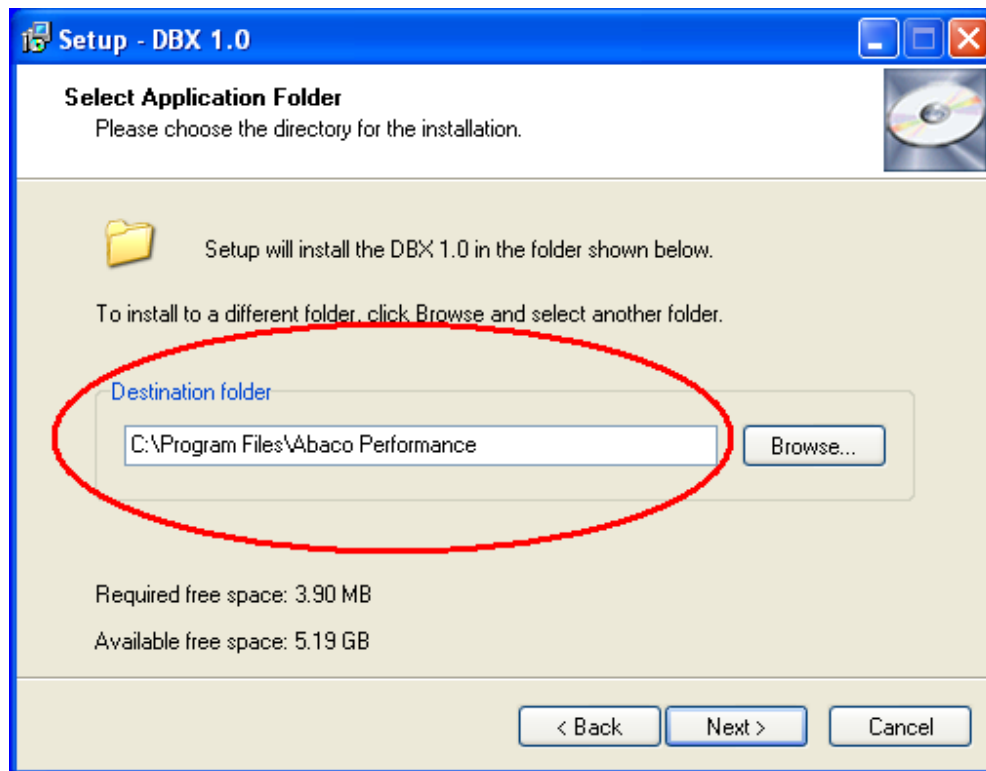 Setup - DBX 1.0
Select Application Folder
Please choose the directory for the installation.
Setup will install the DBX 1.0 in the folder shown below.
To install to a different folder, click Browse and select another folder.
Destination folder
C:\Program Files\Abaco Performance
Browse...
Required free space: 3.90 MB
Available free space: 5.19 GB
< Back Next > Cancel